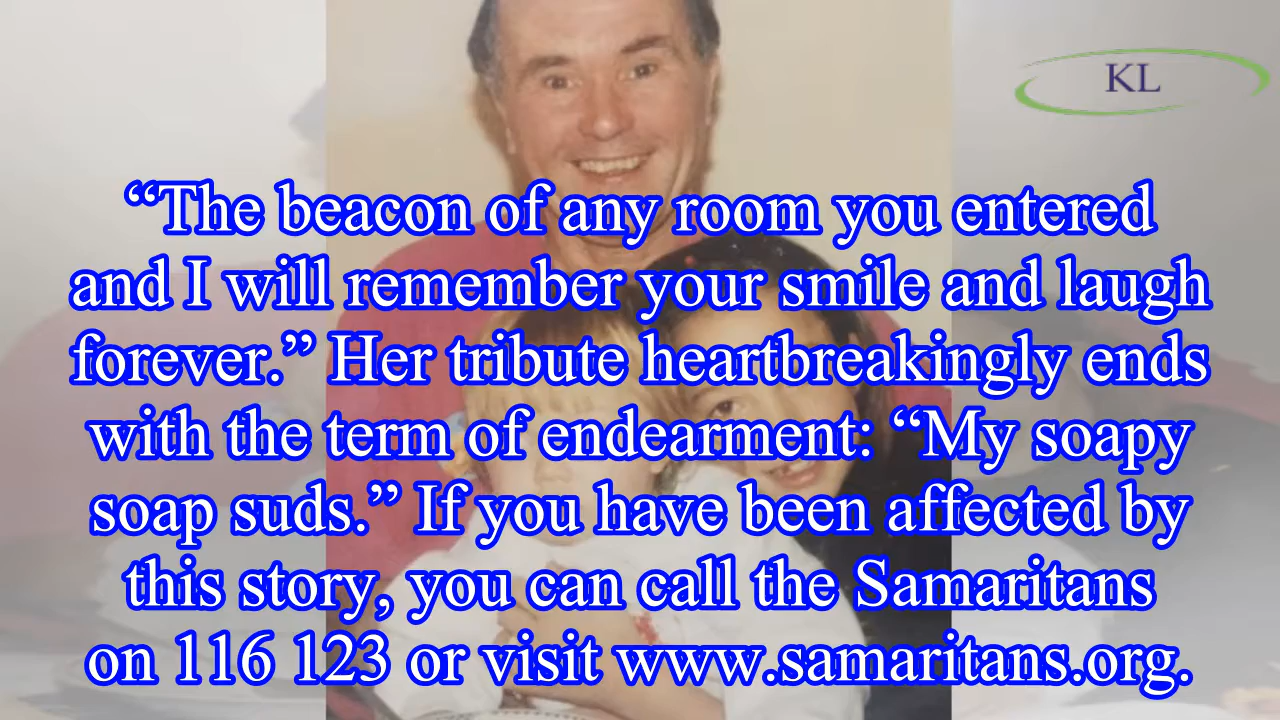 KL
“The beacon of any room you entered
and I will remember your smile and laugh
forever.” Her tribute heartbreakingly ends
with the term of endearment: “My soapy
soap suds.” If you have been affected by
this story, you can call the Samaritans
on 116 123 or visit www.samaritans.org.